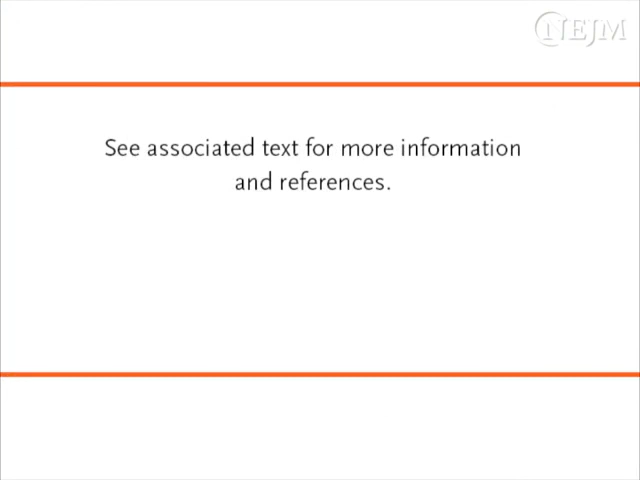 NEJM
See associated text for more information
and references.